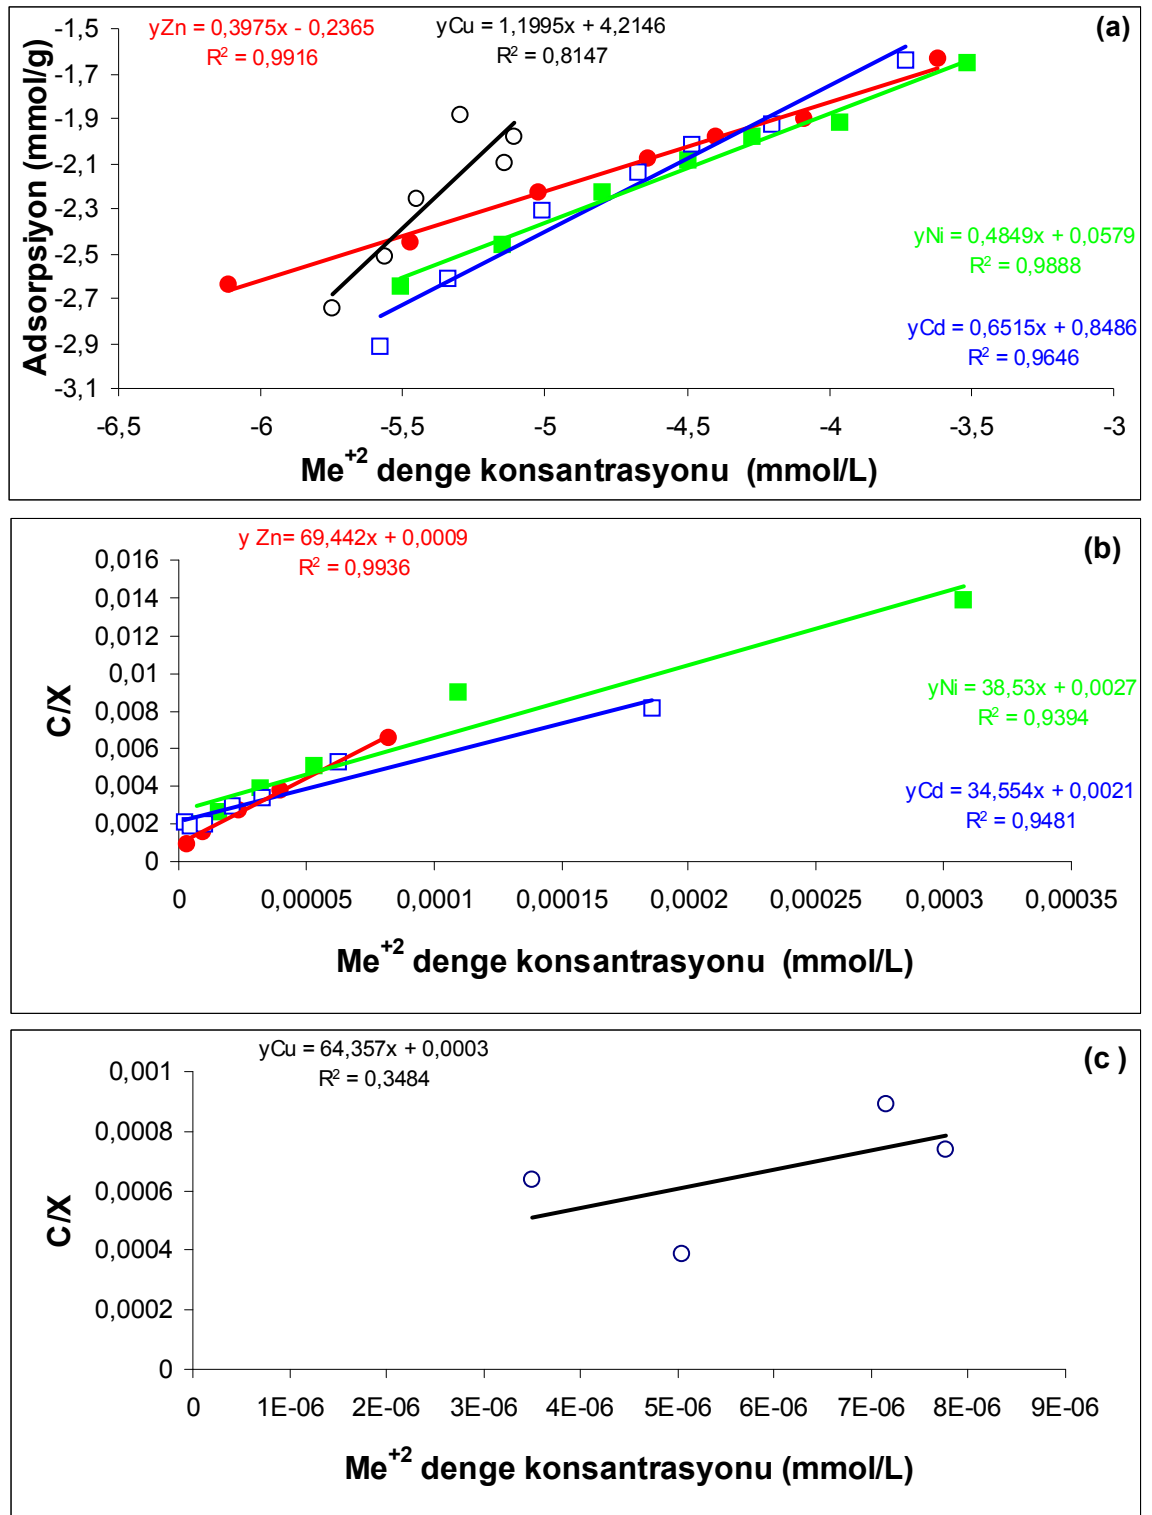 (a)
yZn = 0,3975x - 0,2365
R² = 0,9916
yCu = 1,1995x + 4,2146
R² = 0,8147
Adsorpsiyon (mmol/g)
-1,5
-1,7
-1,9
-2,1
-2,3
-2,5
-2,7
-2,9
-3,1
yNi = 0,4849x + 0,0579
R² = 0,9888
yCd = 0,6515x + 0,8486
R² = 0,9646
-6,5 -6 -5,5 -5 -4,5 -4 -3,5 -3
Me⁺² denge konsantrasyonu (mmol/L)
(b)
y Zn= 69,442x + 0,0009
R² = 0,9936
C/X
0,016
0,014
0,012
0,01
0,008
0,006
0,004
0,002
0
yNi = 38,53x + 0,0027
R² = 0,9394
yCd = 34,554x + 0,0021
R² = 0,9481
0 0,00005 0,0001 0,00015 0,0002 0,00025 0,0003 0,00035
Me⁺² denge konsantrasyonu (mmol/L)
(c )
yCu = 64,357x + 0,0003
R² = 0,3484
C/X
0,001
0,0008
0,0006
0,0004
0,0002
0
0 1E-06 2E-06 3E-06 4E-06 5E-06 6E-06 7E-06 8E-06 9E-06
Me⁺² denge konsantrasyonu (mmol/L)